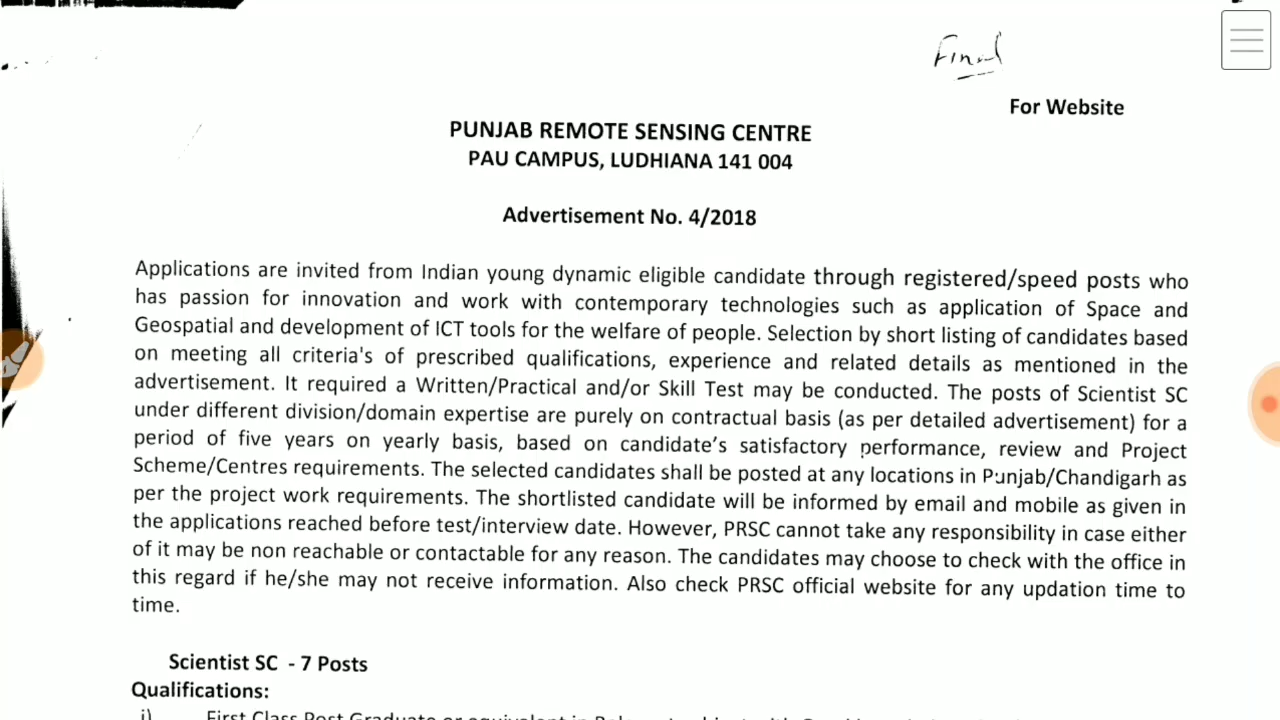 Final
For Website
PUNJAB REMOTE SENSING CENTRE
PAU CAMPUS, LUDHIANA 141 004
Advertisement No. 4/2018
Applications are invited from Indian young dynamic eligible candidate through registered/speed posts who
has passion for innovation and work with contemporary technologies such as application of Space and
Geospatial and development of ICT tools for the welfare of people. Selection by short listing of candidates based
on meeting all criteria's of prescribed qualifications, experience and related details as mentioned in the
advertisement. It required a Written/Practical and/or Skill Test may be conducted. The posts of Scientist SC
under different division/domain expertise are purely on contractual basis (as per detailed advertisement) for a
period of five years on yearly basis, based on candidate’s satisfactory performance, review and Project
Scheme/Centres requirements. The selected candidates shall be posted at any locations in Punjab/Chandigarh as
per the project work requirements. The shortlisted candidate will be informed by email and mobile as given in
the applications reached before test/interview date. However, PRSC cannot take any responsibility in case either
of it may be non reachable or contactable for any reason. The candidates may choose to check with the office in
this regard if he/she may not receive information. Also check PRSC official website for any updation time to
time.
Scientist SC - 7 Posts
Qualifications:
i) First Class Post Graduate or equivalent in